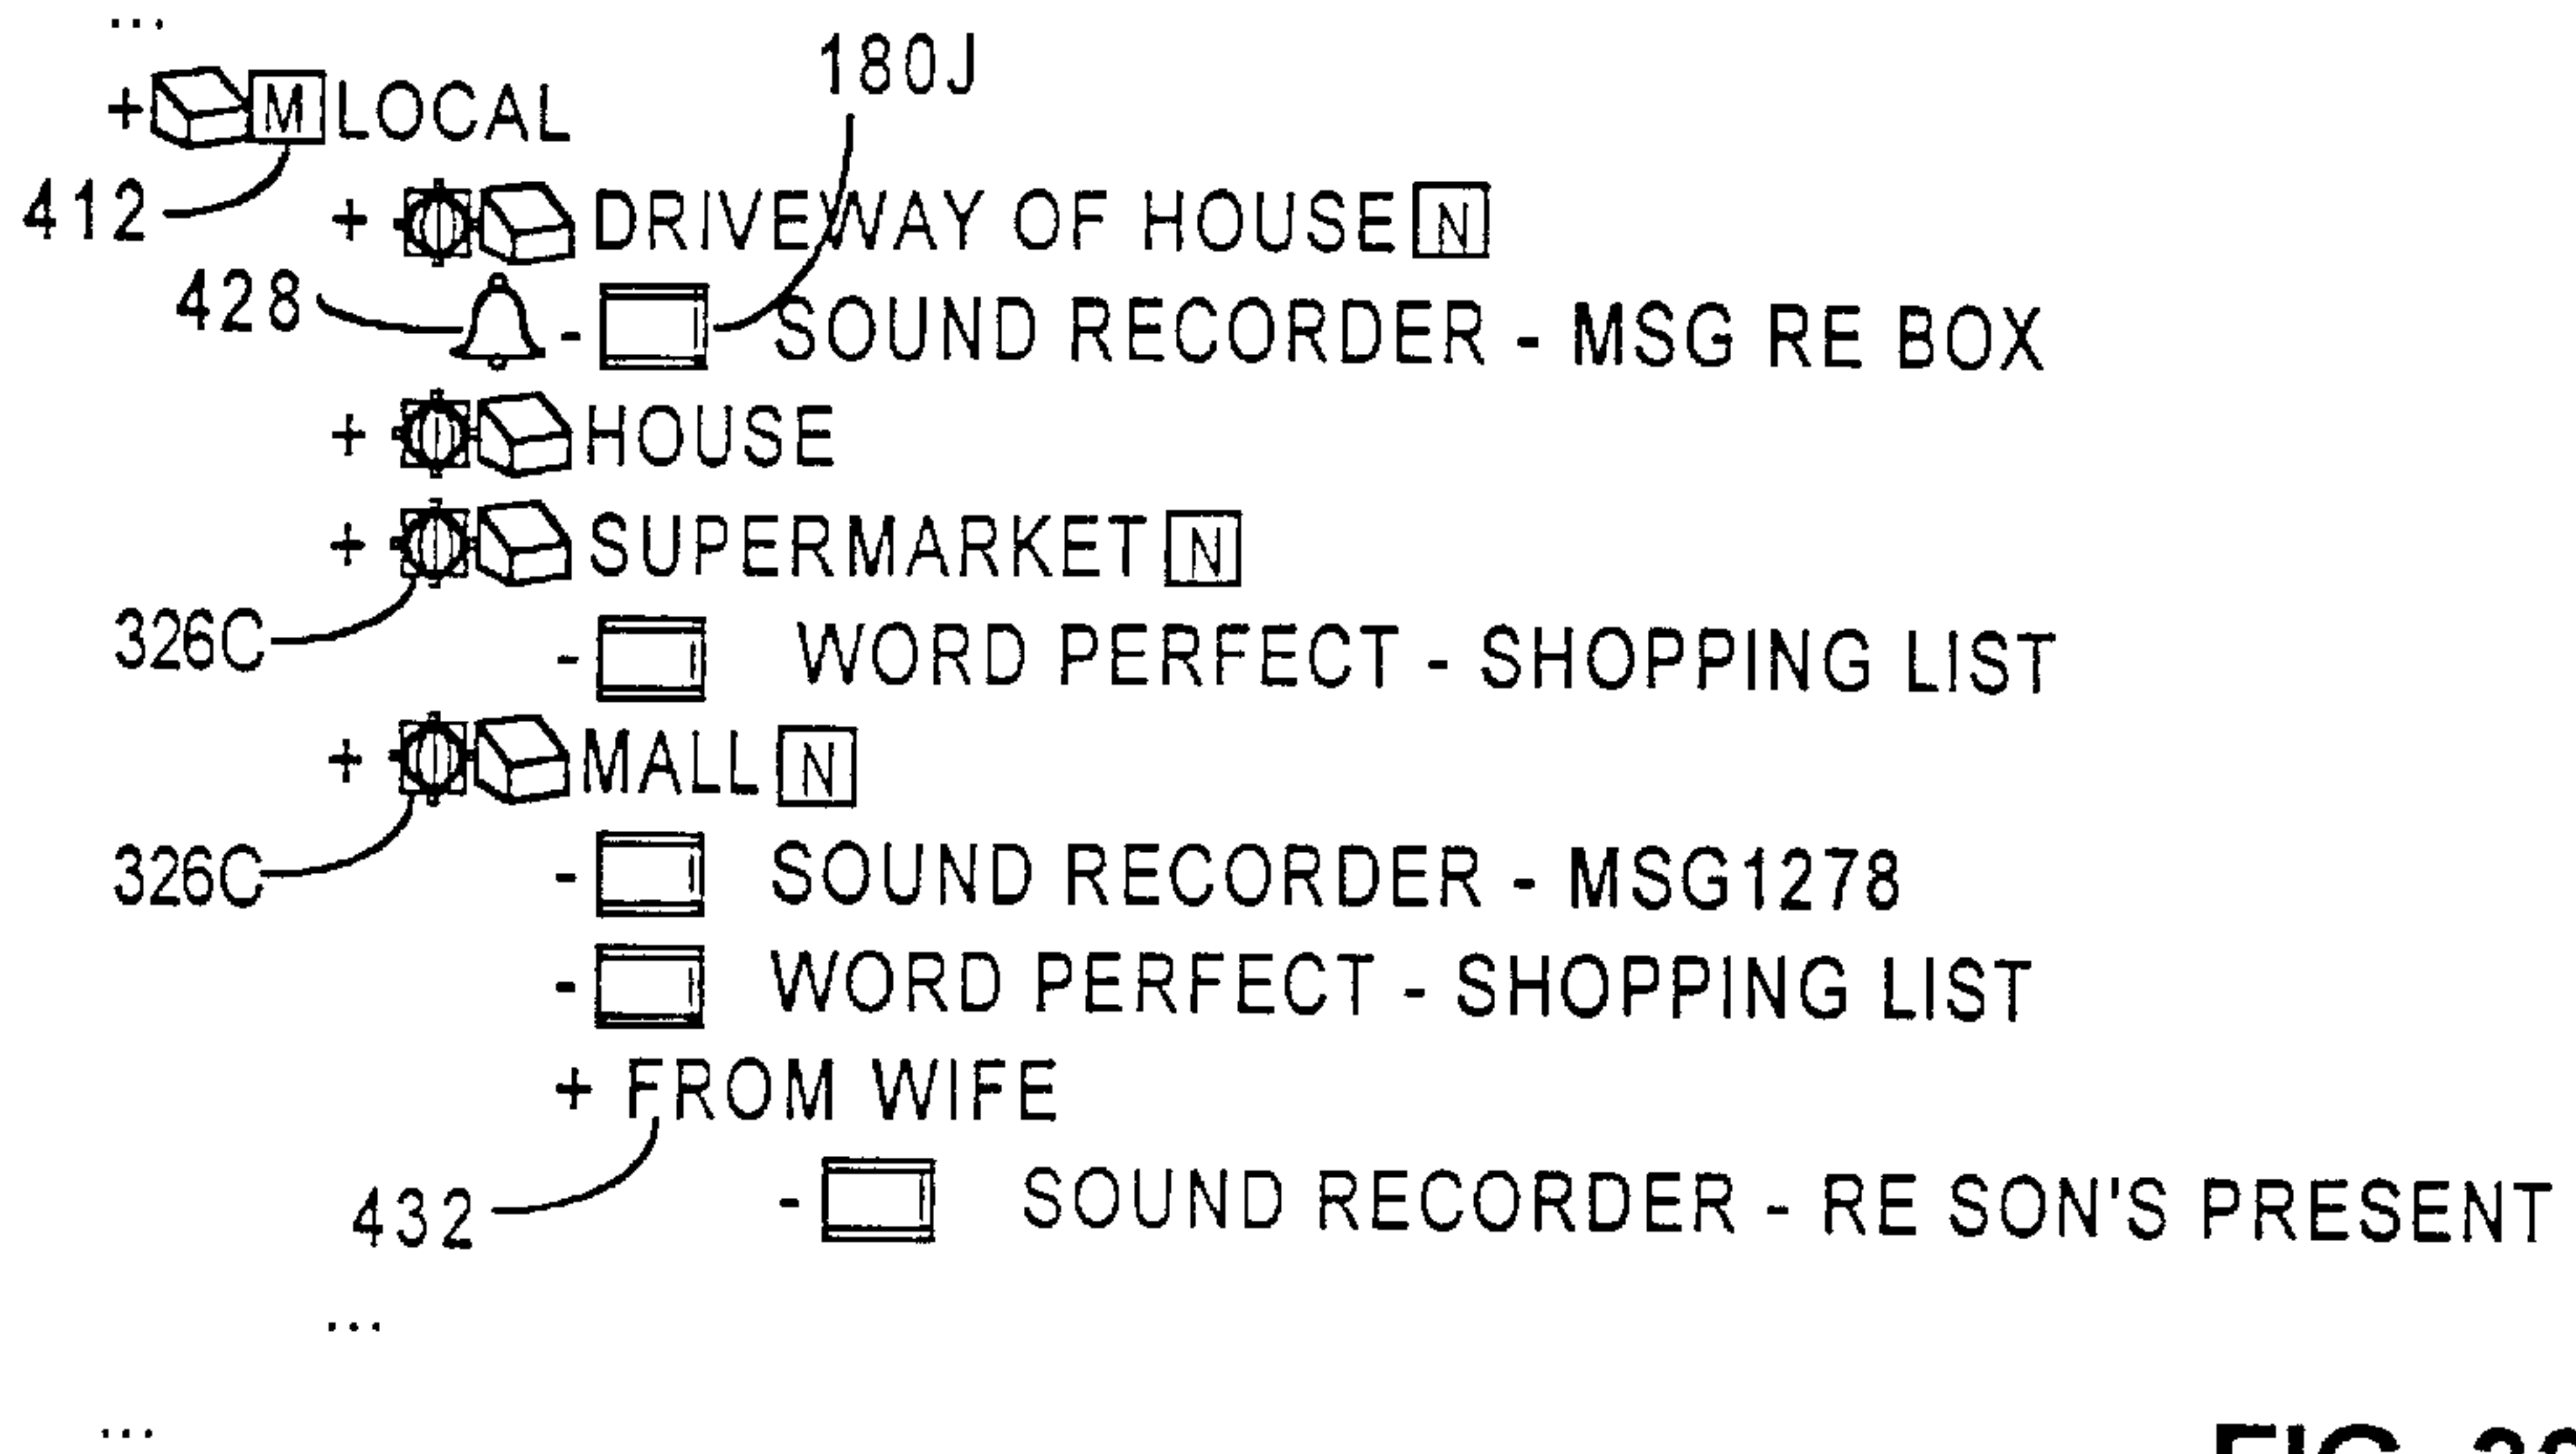 ...
180J
+ M LOCAL
412
+ DRIVEWAY OF HOUSE N
428
- SOUND RECORDER - MSG RE BOX
+ HOUSE
+ SUPERMARKET N
326C
- WORD PERFECT - SHOPPING LIST
+ MALL N
326C
- SOUND RECORDER - MSG1278
- WORD PERFECT - SHOPPING LIST
+ FROM WIFE
432
- SOUND RECORDER - RE SON'S PRESENT
...
...
FIG